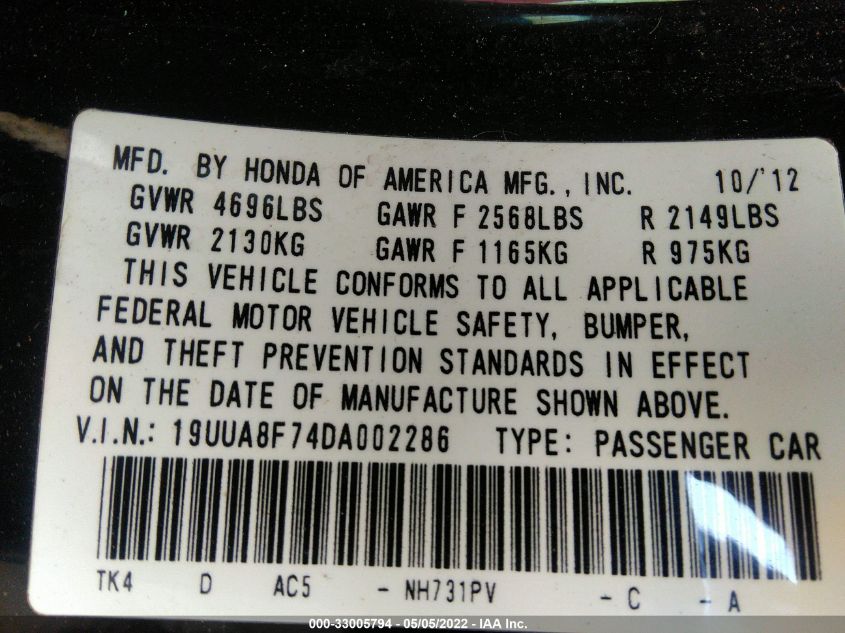 MFD. BY HONDA OF AMERICA MFG., INC. 10/'12
GVWR 4696LBS GAWR F 2568LBS R 2149LBS
GVWR 2130KG GAWR F 1165KG R 975KG
THIS VEHICLE CONFORMS TO ALL APPLICABLE
FEDERAL MOTOR VEHICLE SAFETY, BUMPER,
AND THEFT PREVENTION STANDARDS IN EFFECT
ON THE DATE OF MANUFACTURE SHOWN ABOVE.
V.I.N.: 19UUA8F74DA002286 TYPE: PASSENGER CAR
TK4 D AC5 - NH731PV - C - A
000-33005794 - 05/05/2022 - IAA Inc.